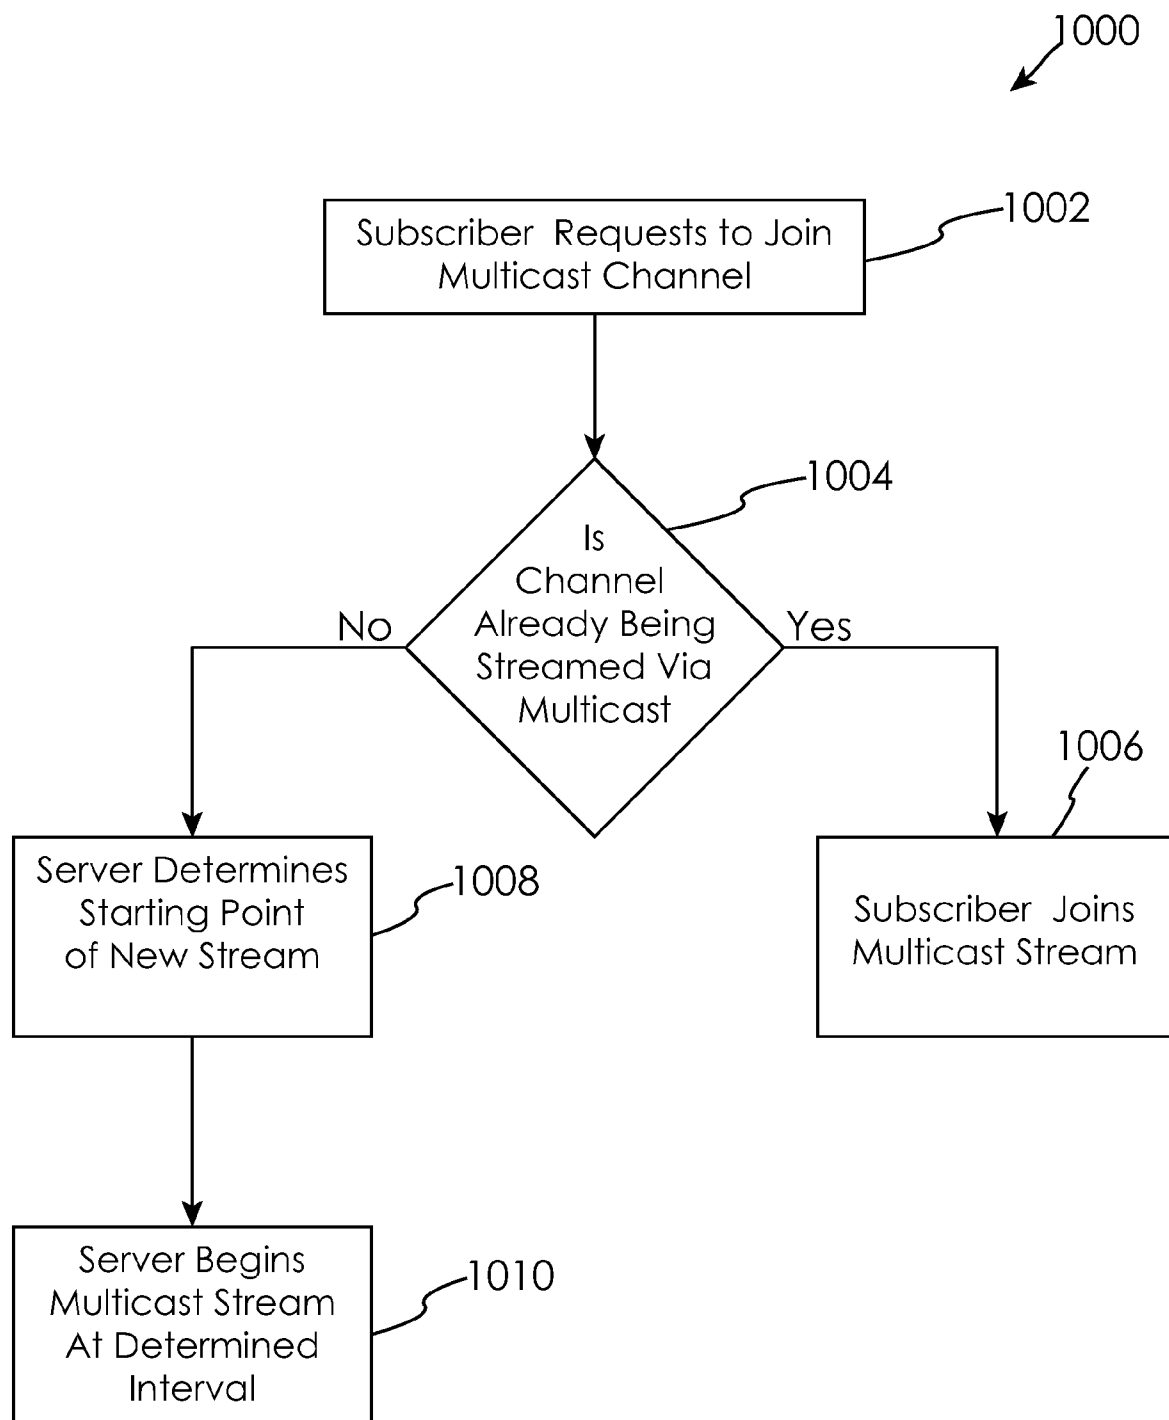 1000
Subscriber Requests to Join
Multicast Channel
1002
1004
Is
Channel
Already Being
Streamed Via
Multicast
No
Yes
1006
Server Determines
Starting Point
of New Stream
1008
Subscriber Joins
Multicast Stream
Server Begins
Multicast Stream
At Determined
Interval
1010